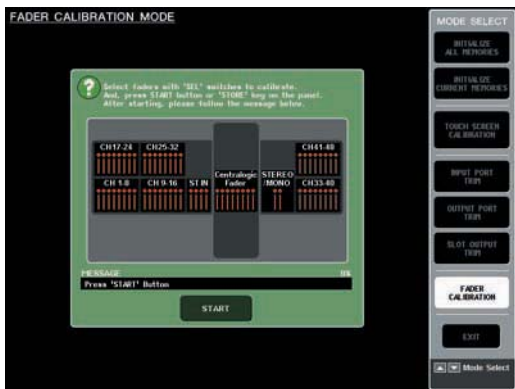 FADER CALIBRATION MODE
MODE SELECT
INITIALIZE
ALL MEMORIES
INITIALIZE
CURRENT MEMORIES
TOUCH SCREEN
CALIBRATION
INPUT PORT
TRIM
OUTPUT PORT
TRIM
SLOT OUTPUT
TRIM
FADER
CALIBRATION
EXIT
Mode Select
Select faders with 'SEL' switches to calibrate.
And, press START button or 'STORE' key on the panel.
After starting, please follow the message below.
CH17-24 CH25-32 CH41-48
CH 1-8 CH 9-16 ST IN Centralogic Fader STEREO /MONO CH33-40
MESSAGE 0%
Press 'START' Button
START